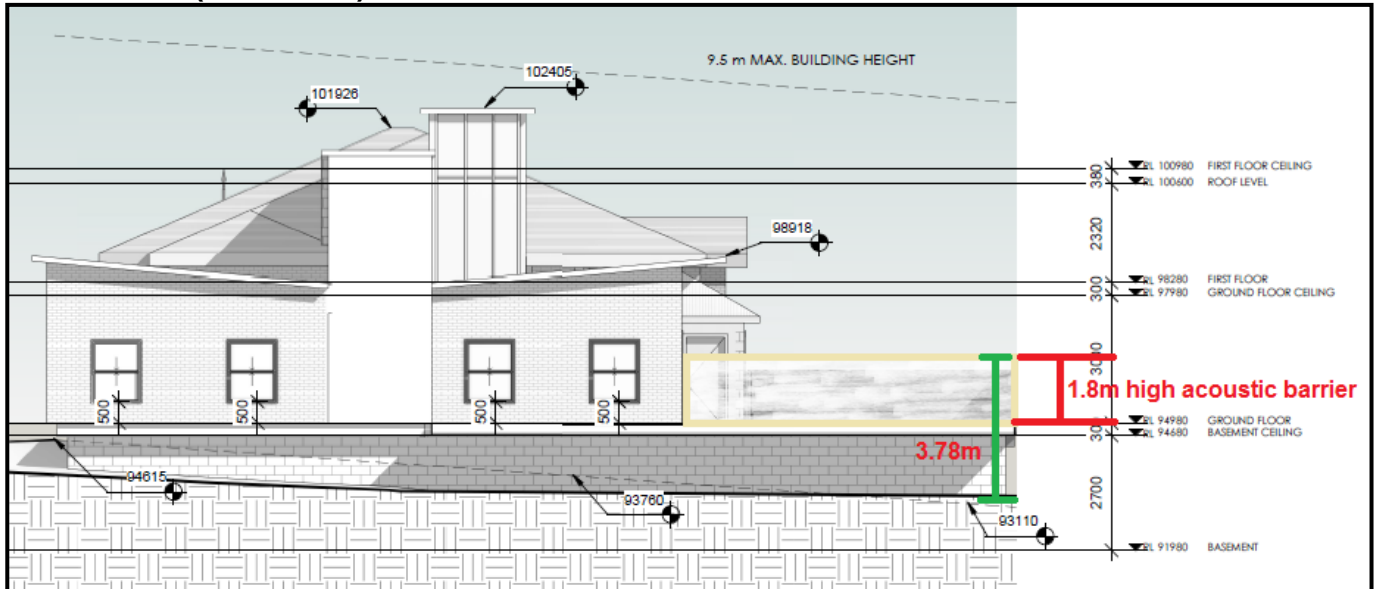 9.5 m MAX. BUILDING HEIGHT
102405
101926
RL 100980 FIRST FLOOR CEILING
380
RL 100600 ROOF LEVEL
2320
98918
RL 98280 FIRST FLOOR
300
RL 97980 GROUND FLOOR CEILING
1.8m high acoustic barrier
500
500
500
500
RL 94980 GROUND FLOOR
RL 94680 BASEMENT CEILING
3.78m
94615
93760
2700
93110
RL 91980 BASEMENT